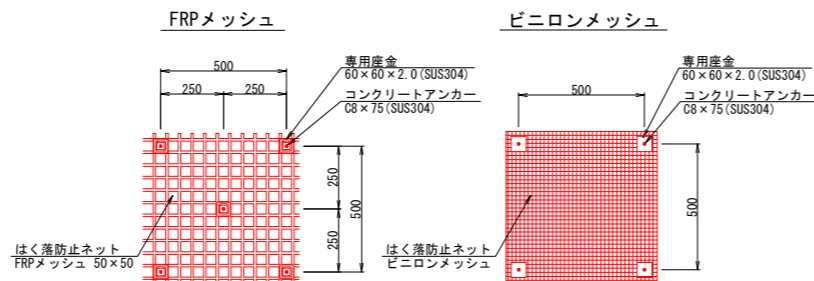 FRPメッシュ
500
250
250
専用座金
60×60×2.0(SUS304)
コンクリートアンカー
C8×75(SUS304)
250
500
250
はく落防止ネット
FRPメッシュ 50×50
ビニロンメッシュ
500
専用座金
60×60×2.0(SUS304)
コンクリートアンカー
C8×75(SUS304)
500
はく落防止ネット
ビニロンメッシュ